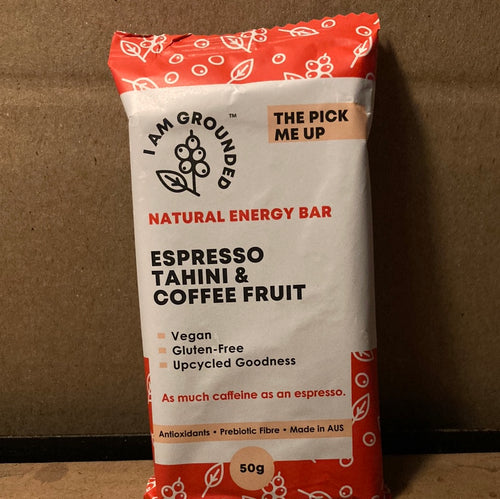 I AM GROUNDED™
THE PICK
ME UP
NATURAL ENERGY BAR
ESPRESSO
TAHINI &
COFFEE FRUIT
Vegan
Gluten-Free
Upcycled Goodness
As much caffeine as an espresso.
Antioxidants • Prebiotic Fibre • Made in AUS
50g